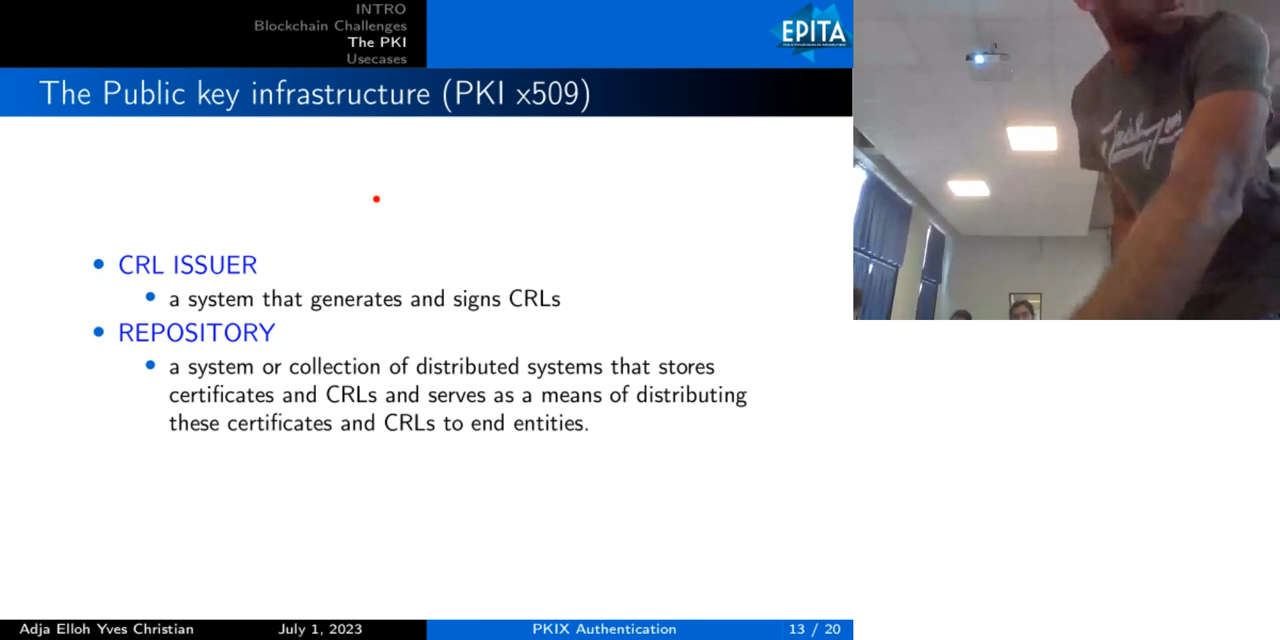 INTRO
Blockchain Challenges
The PKI
Usecases
EPITA
The Public key infrastructure (PKI x509)
• CRL ISSUER
• a system that generates and signs CRLs
• REPOSITORY
• a system or collection of distributed systems that stores
certificates and CRLs and serves as a means of distributing
these certificates and CRLs to end entities.
Adja Elloh Yves Christian July 1, 2023 PKIX Authentication 13 / 20